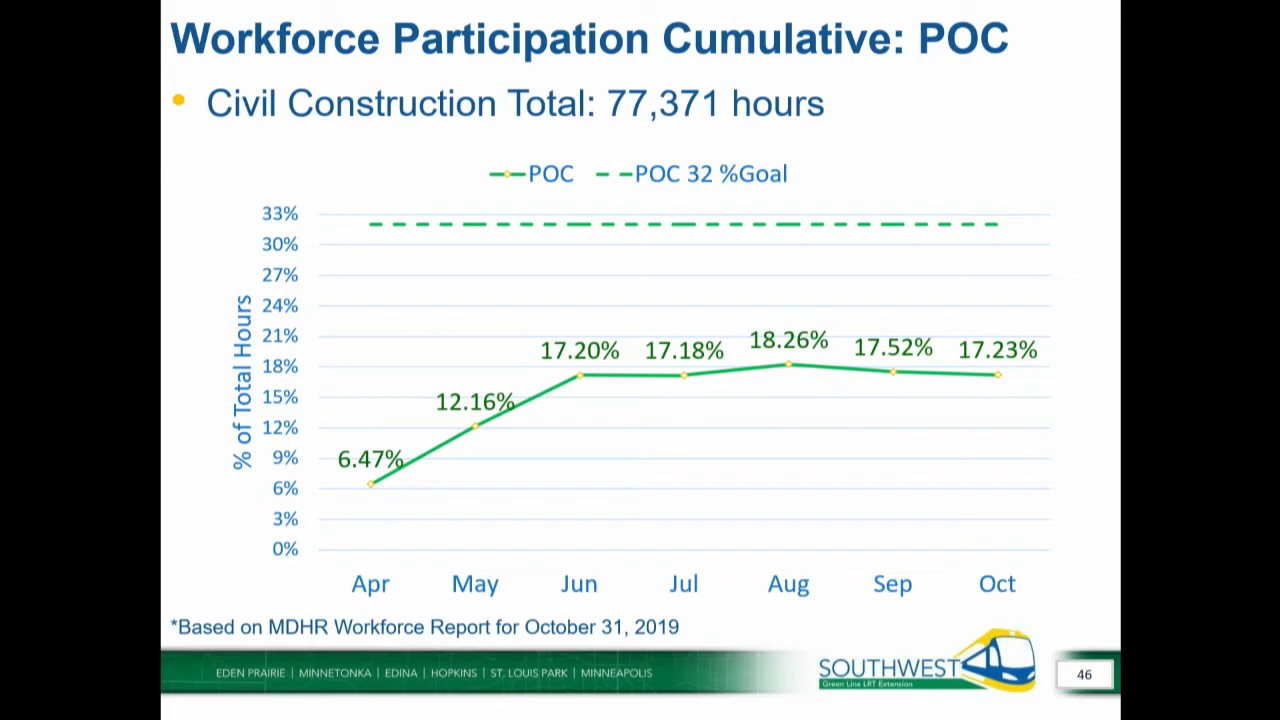 Workforce Participation Cumulative: POC
• Civil Construction Total: 77,371 hours
POC POC 32 %Goal
% of Total Hours
33%
30%
27%
24%
21%
18%
15%
12%
9%
6%
3%
0%
6.47%
12.16%
17.20%
17.18%
18.26%
17.52%
17.23%
Apr May Jun Jul Aug Sep Oct
*Based on MDHR Workforce Report for October 31, 2019
EDEN PRAIRIE | MINNETONKA | EDINA | HOPKINS | ST. LOUIS PARK | MINNEAPOLIS
SOUTHWEST
Green Line LRT Extension
46